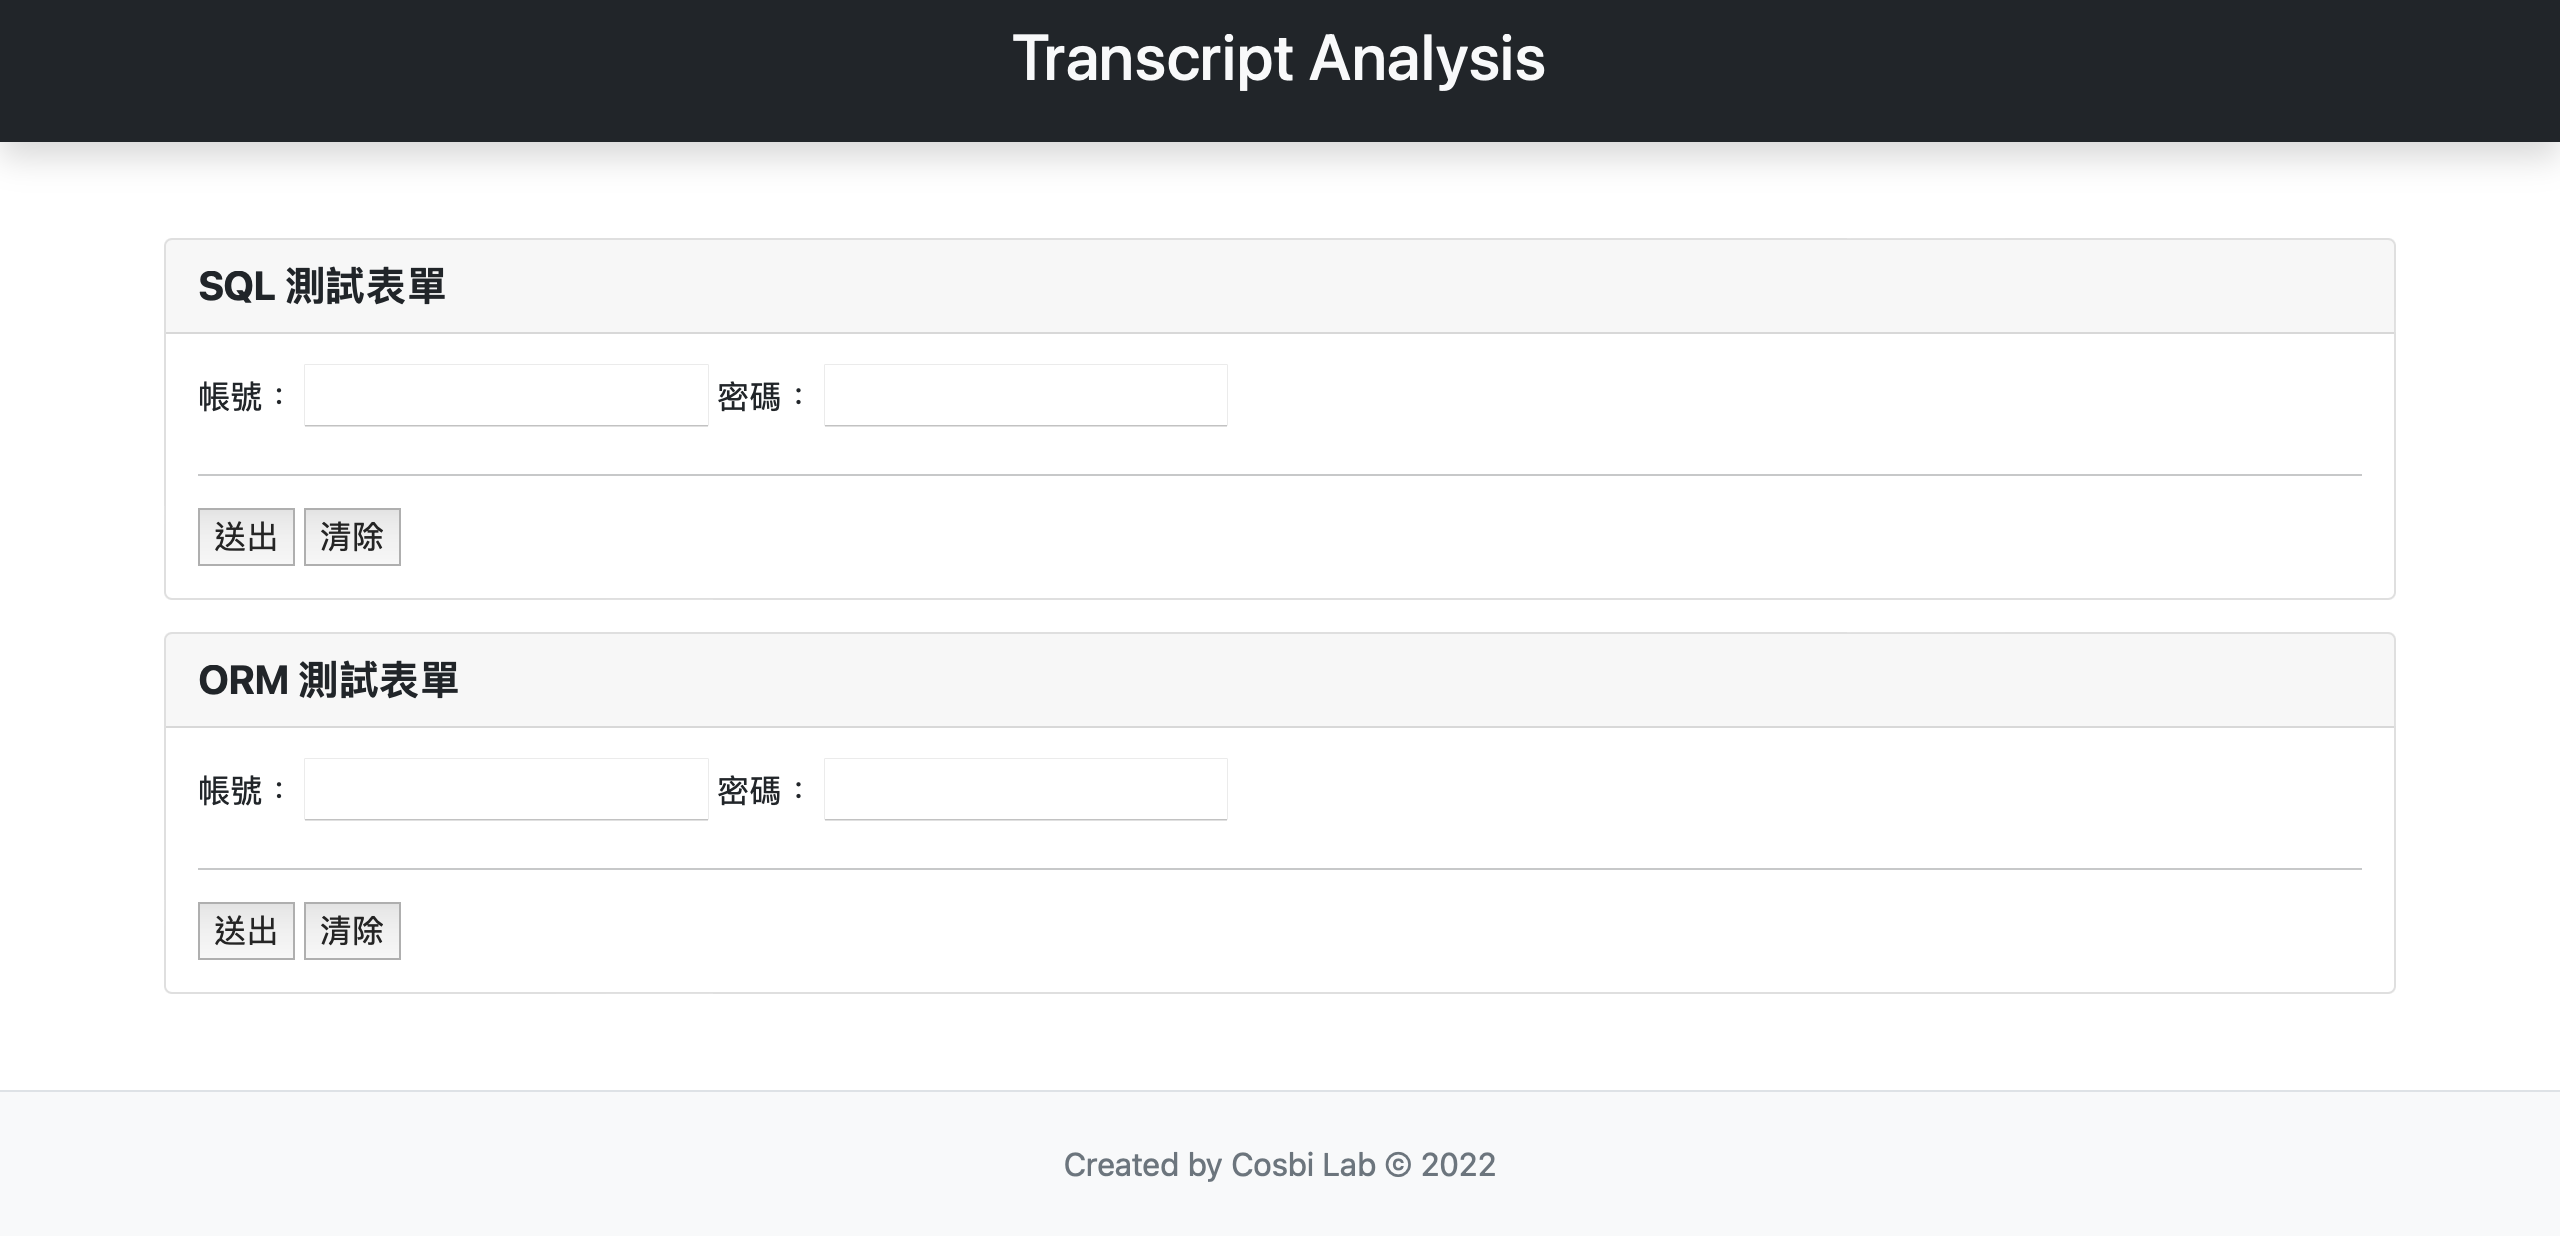 Transcript Analysis
SQL 測試表單
帳號： 密碼：
送出 清除
ORM 測試表單
帳號： 密碼：
送出 清除
Created by Cosbi Lab © 2022